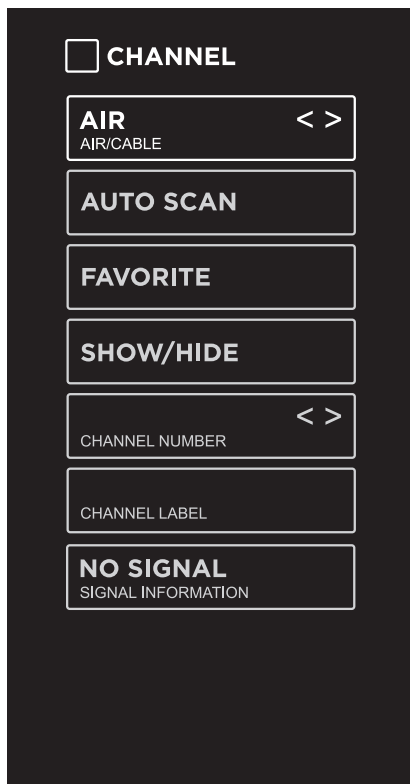 CHANNEL
AIR < >
AIR/CABLE
AUTO SCAN
FAVORITE
SHOW/HIDE
< >
CHANNEL NUMBER
CHANNEL LABEL
NO SIGNAL
SIGNAL INFORMATION